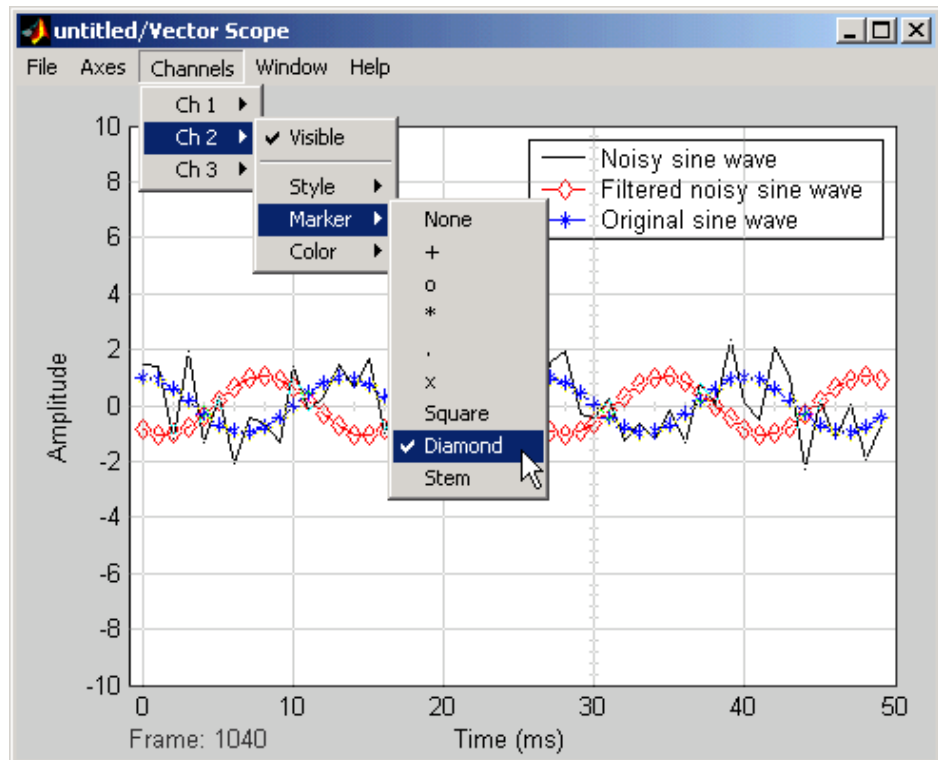 untitled/Vector Scope
File Axes Channels Window Help
Ch 1
Ch 2
Ch 3
Visible
Style
Marker
Color
None
+
o
*
.
x
Square
Diamond
Stem
Noisy sine wave
Filtered noisy sine wave
Original sine wave
Amplitude
10
8
6
4
2
0
-2
-4
-6
-8
-10
0 10 20 30 40 50
Frame: 1040
Time (ms)